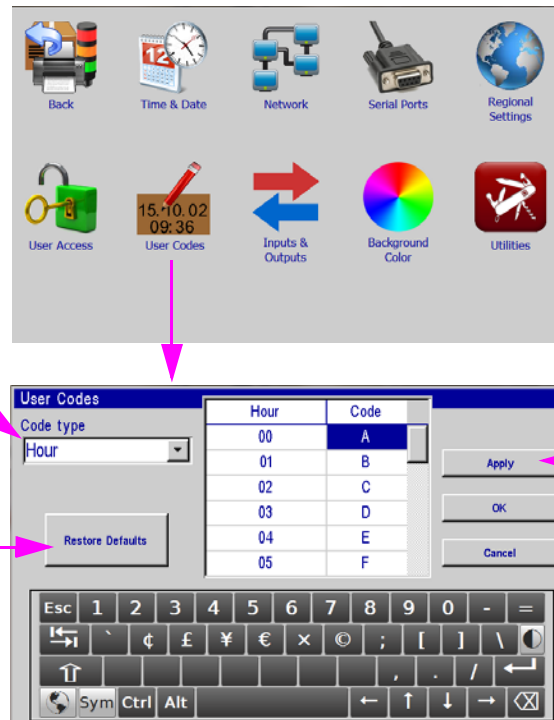 12
Back
Time & Date
Network
Serial Ports
Regional
Settings
15.10.02
09:36
User Access
User Codes
Inputs &
Outputs
Background
Color
Utilities
User Codes
Code type
Hour
Restore Defaults
Hour Code
00 A
01 B
02 C
03 D
04 E
05 F
Apply
OK
Cancel
Esc 1 2 3 4 5 6 7 8 9 0 - =
` ¢ £ ¥ € × © ; [ ] \
, . /
Sym Ctrl Alt ← ↑ ↓ →